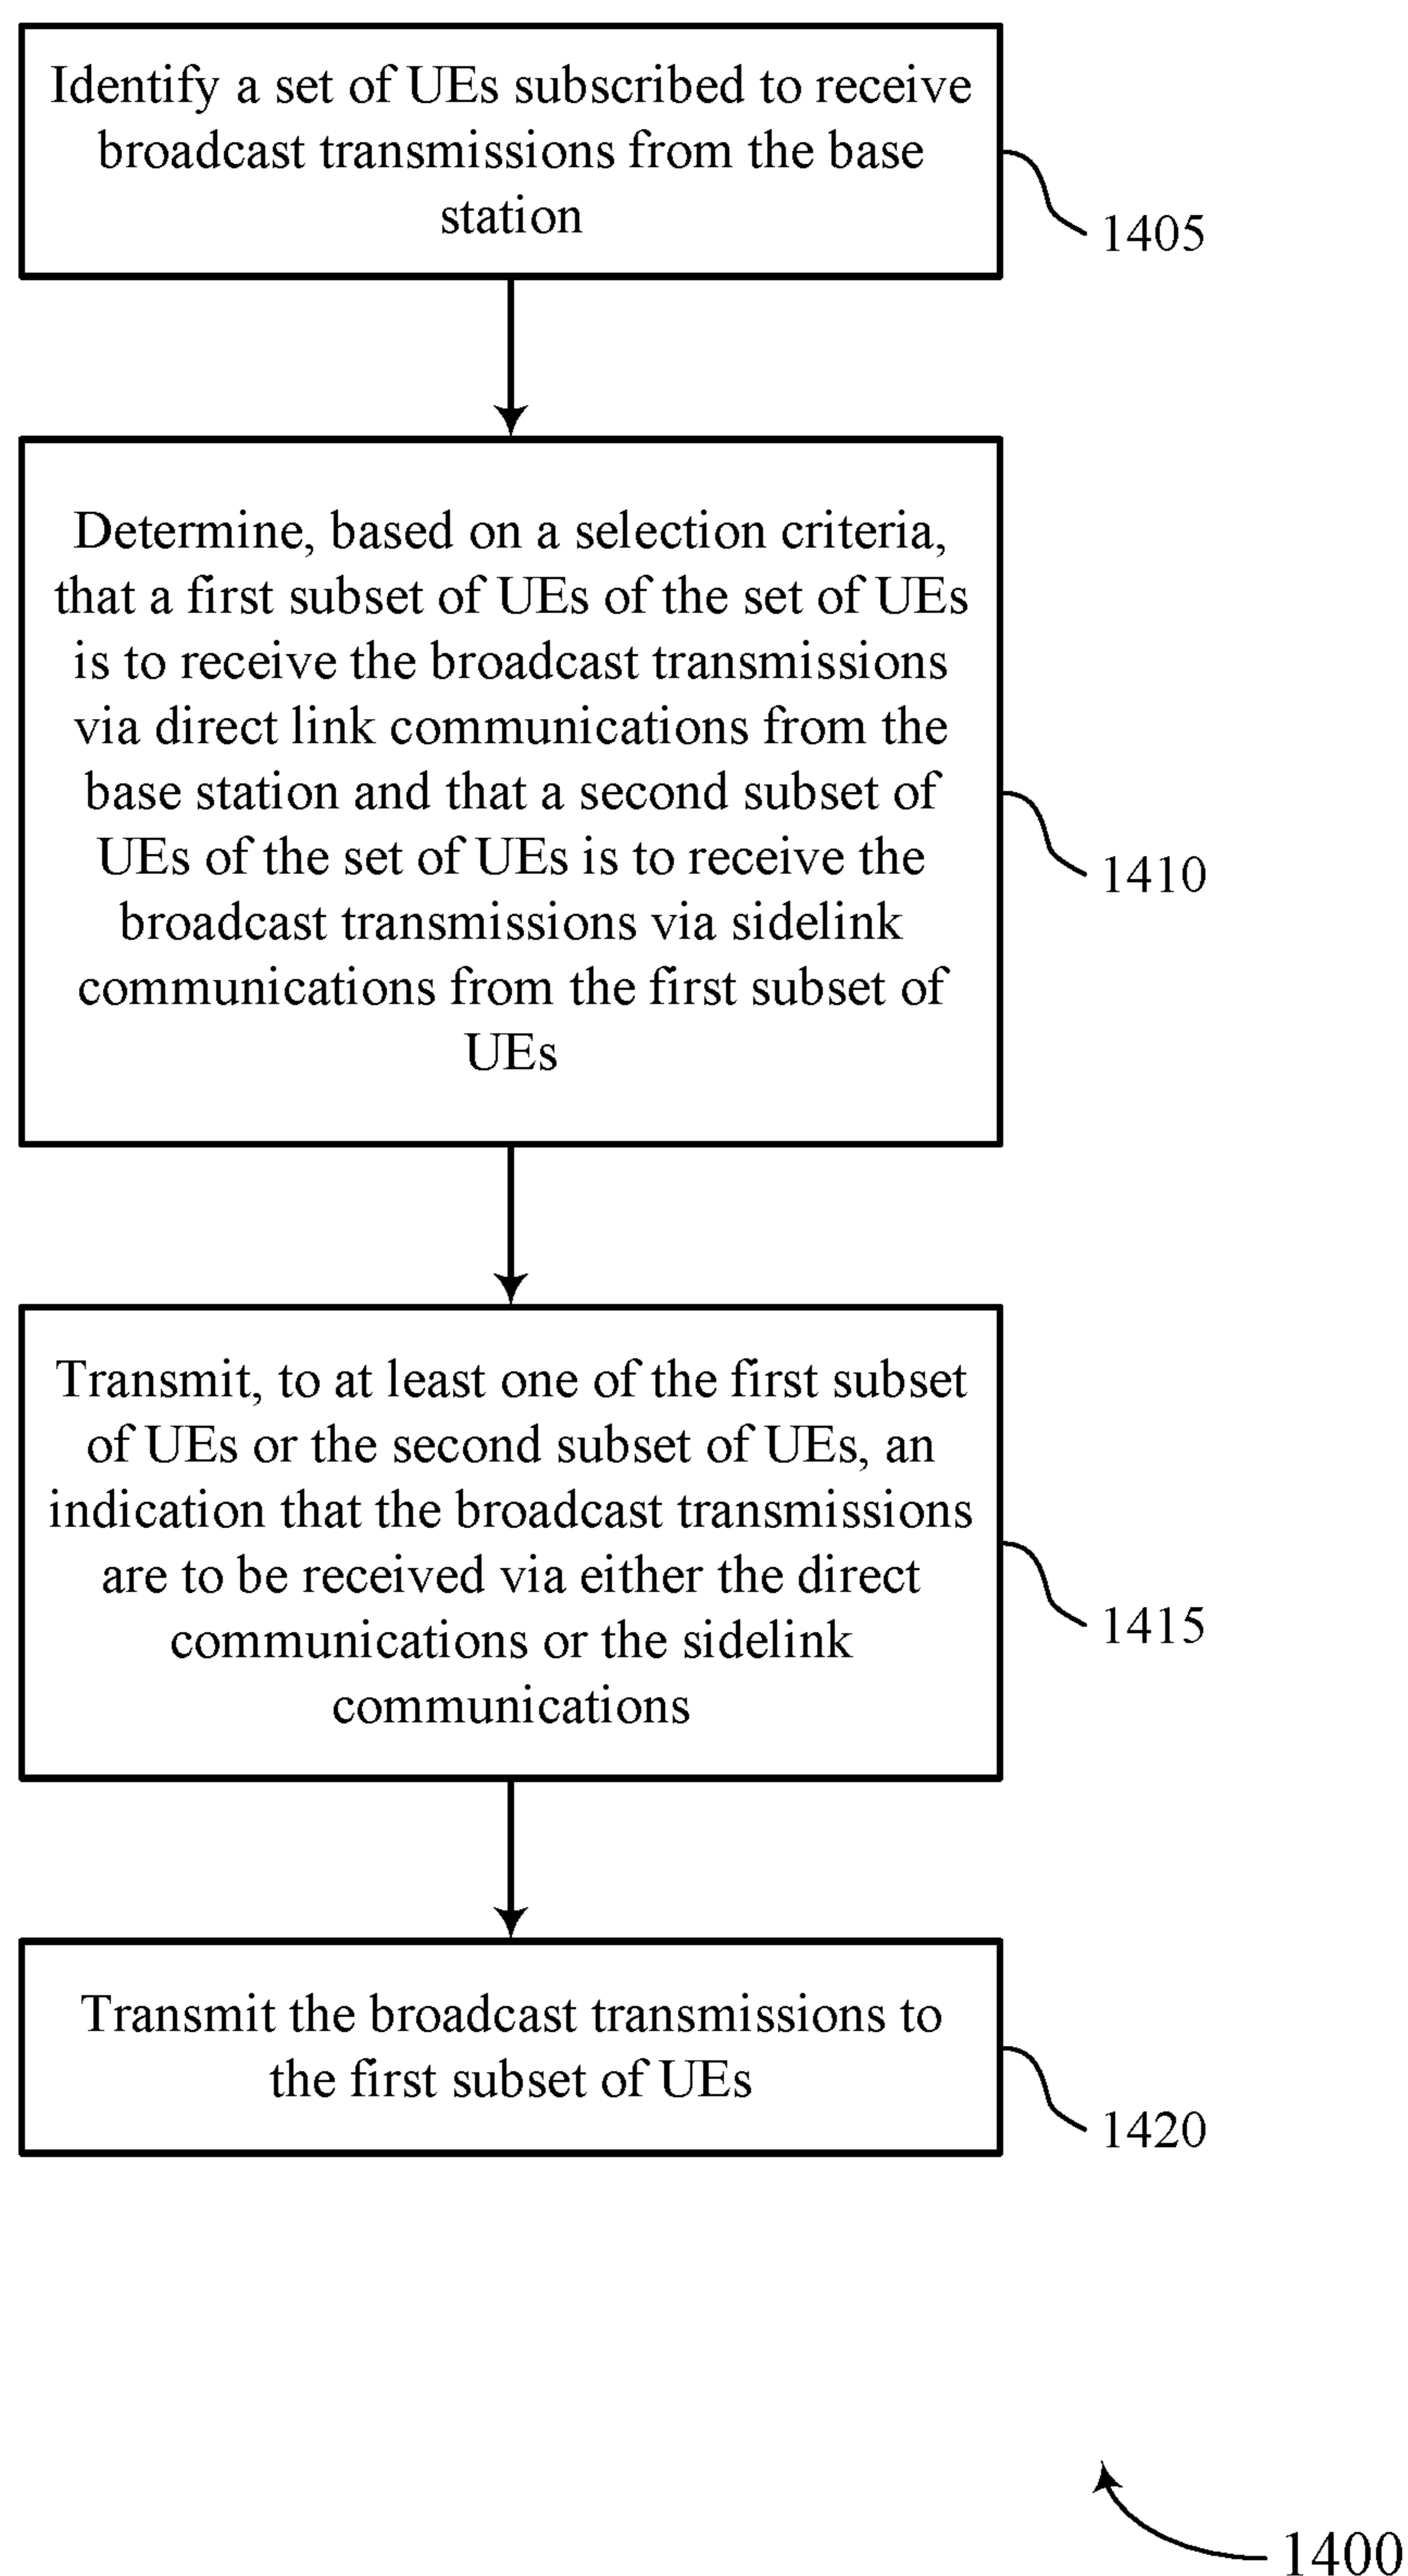 Identify a set of UEs subscribed to receive
broadcast transmissions from the base
station
1405
Determine, based on a selection criteria,
that a first subset of UEs of the set of UEs
is to receive the broadcast transmissions
via direct link communications from the
base station and that a second subset of
UEs of the set of UEs is to receive the
broadcast transmissions via sidelink
communications from the first subset of
UEs
1410
Transmit, to at least one of the first subset
of UEs or the second subset of UEs, an
indication that the broadcast transmissions
are to be received via either the direct
communications or the sidelink
communications
1415
Transmit the broadcast transmissions to
the first subset of UEs
1420
1400